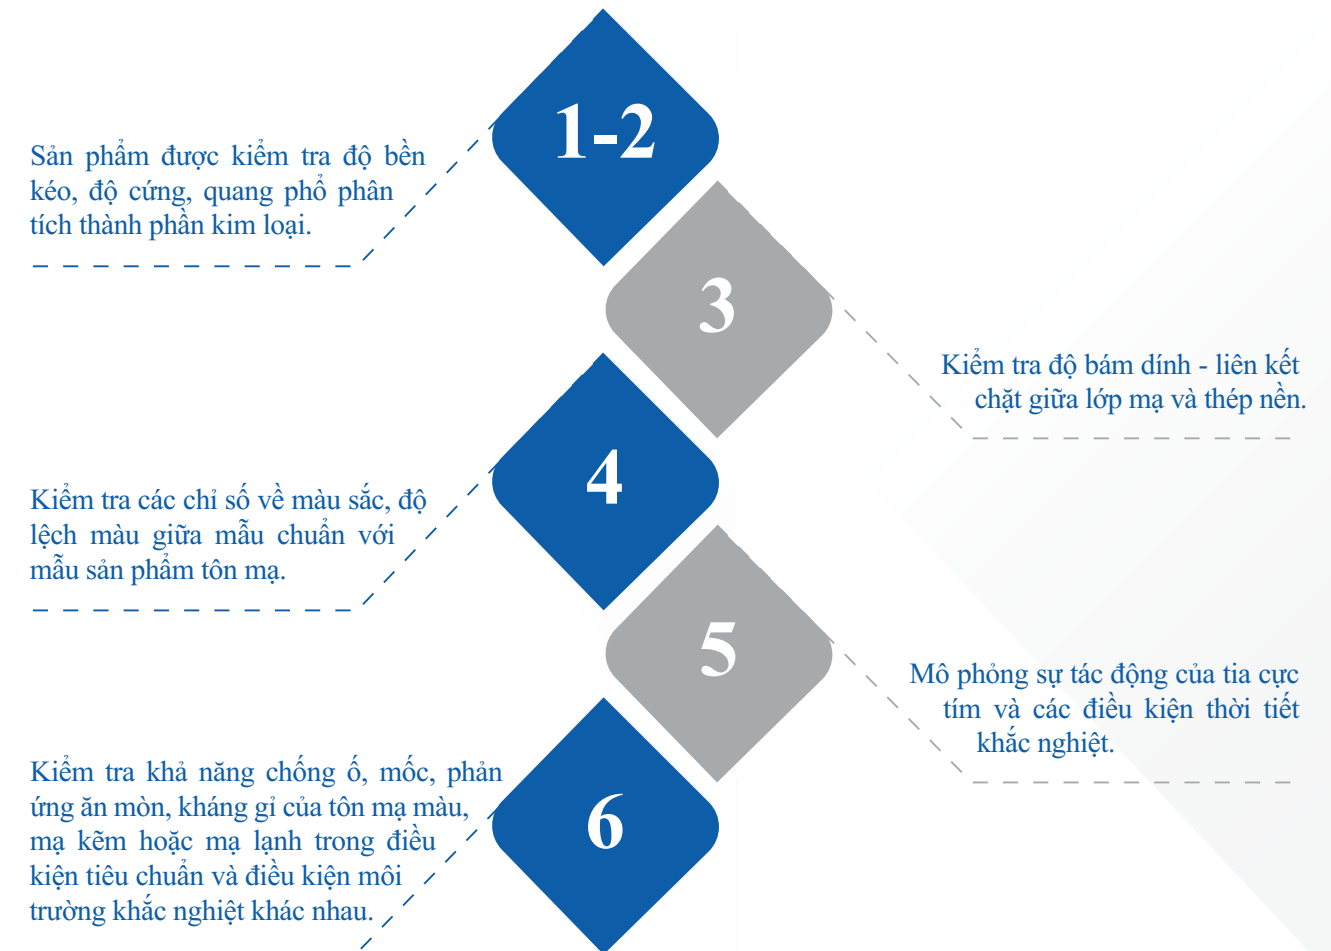 1-2
Sản phẩm được kiểm tra độ bền
kéo, độ cứng, quang phổ phân
tích thành phần kim loại.
3
Kiểm tra độ bám dính - liên kết
chặt giữa lớp mạ và thép nền.
4
Kiểm tra các chỉ số về màu sắc, độ
lệch màu giữa mẫu chuẩn với
mẫu sản phẩm tôn mạ.
5
Mô phỏng sự tác động của tia cực
tím và các điều kiện thời tiết
khắc nghiệt.
6
Kiểm tra khả năng chống ố, mốc, phản
ứng ăn mòn, kháng gỉ của tôn mạ màu,
mạ kẽm hoặc mạ lạnh trong điều
kiện tiêu chuẩn và điều kiện môi
trường khắc nghiệt khác nhau.